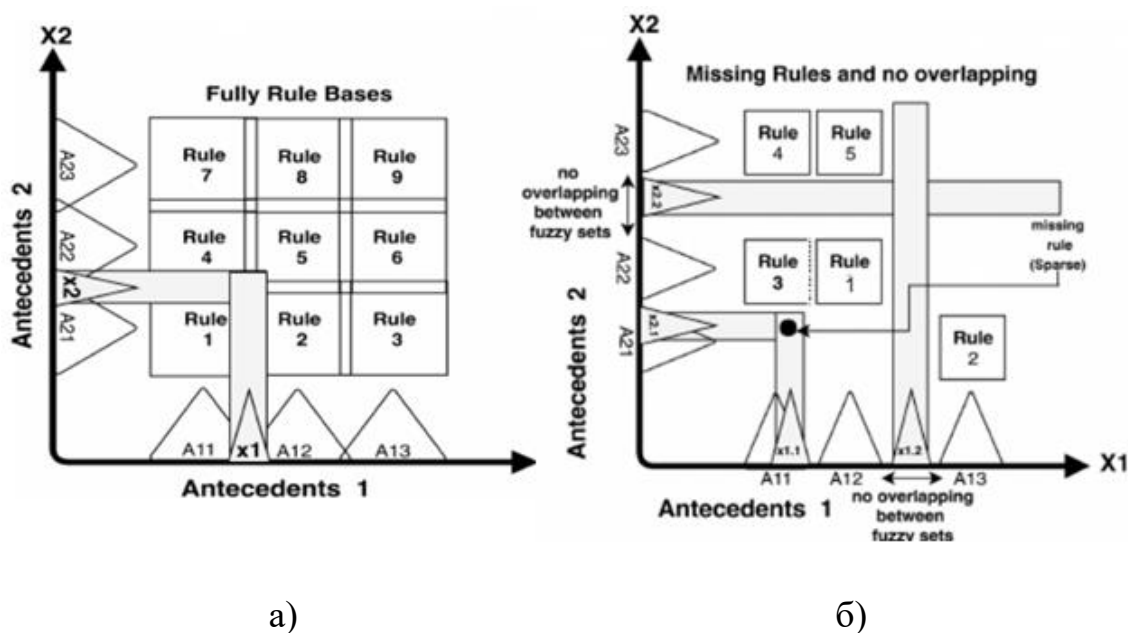 X2
Fully Rule Bases
A23
A22
x2
A21
Antecedents 2
Rule
7
Rule
8
Rule
9
Rule
4
Rule
5
Rule
6
Rule
1
Rule
2
Rule
3
A11
x1
A12
A13
Antecedents 1
а)
X2
Missing Rules and no overlapping
A23
x2.2
A22
x2.1
A21
no
overlapping
between
fuzzy sets
Antecedents 2
Rule
4
Rule
5
Rule
3
Rule
1
Rule
2
missing
rule
(Sparse)
x1.1
x1.2
X1
A11
A12
A13
no overlapping
between
fuzzy sets
Antecedents 1
б)